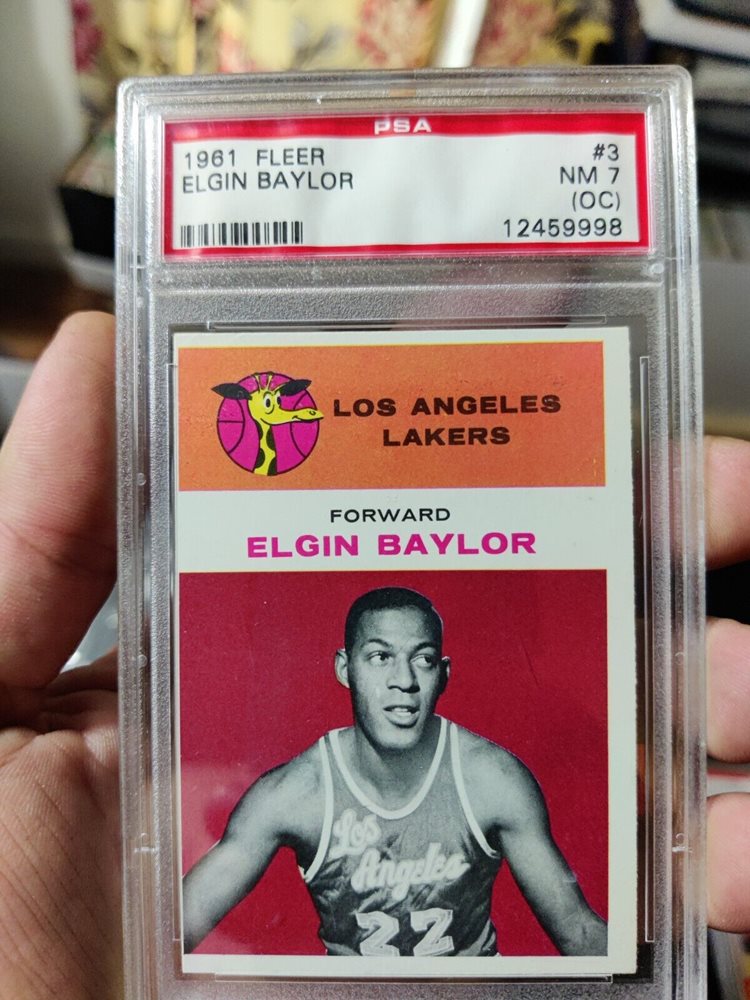 PSA
1961 FLEER #3
ELGIN BAYLOR NM 7
(OC)
12459998
LOS ANGELES
LAKERS
FORWARD
ELGIN BAYLOR
Los
Angeles
22